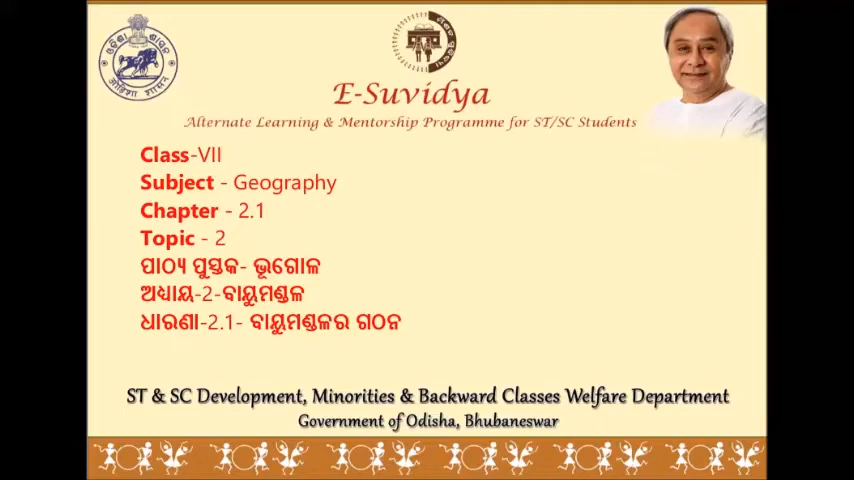 E-Suvidya
Alternate Learning & Mentorship Programme for ST/SC Students
Class-VII
Subject - Geography
Chapter - 2.1
Topic - 2
ପାଠ୍ୟ ପୁସ୍ତକ- ଭୂଗୋଳ
ଅଧ୍ୟାୟ-2-ବାୟୁମଣ୍ଡଳ
ଧାରଣା-2.1- ବାୟୁମଣ୍ଡଳର ଗଠନ
ST & SC Development, Minorities & Backward Classes Welfare Department
Government of Odisha, Bhubaneswar